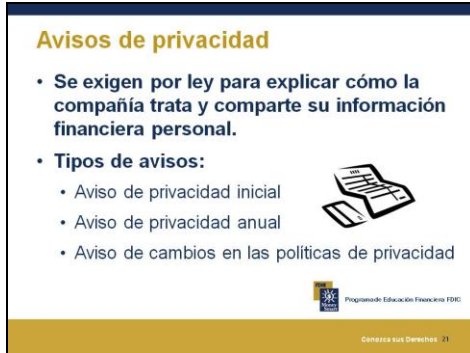 Avisos de privacidad
• Se exigen por ley para explicar cómo la
compañía trata y comparte su información
financiera personal.
• Tipos de avisos:
• Aviso de privacidad inicial
• Aviso de privacidad anual
• Aviso de cambios en las políticas de privacidad
FDIC
Money
Smart
Programa de Educación Financiera FDIC
Conozca sus Derechos 21